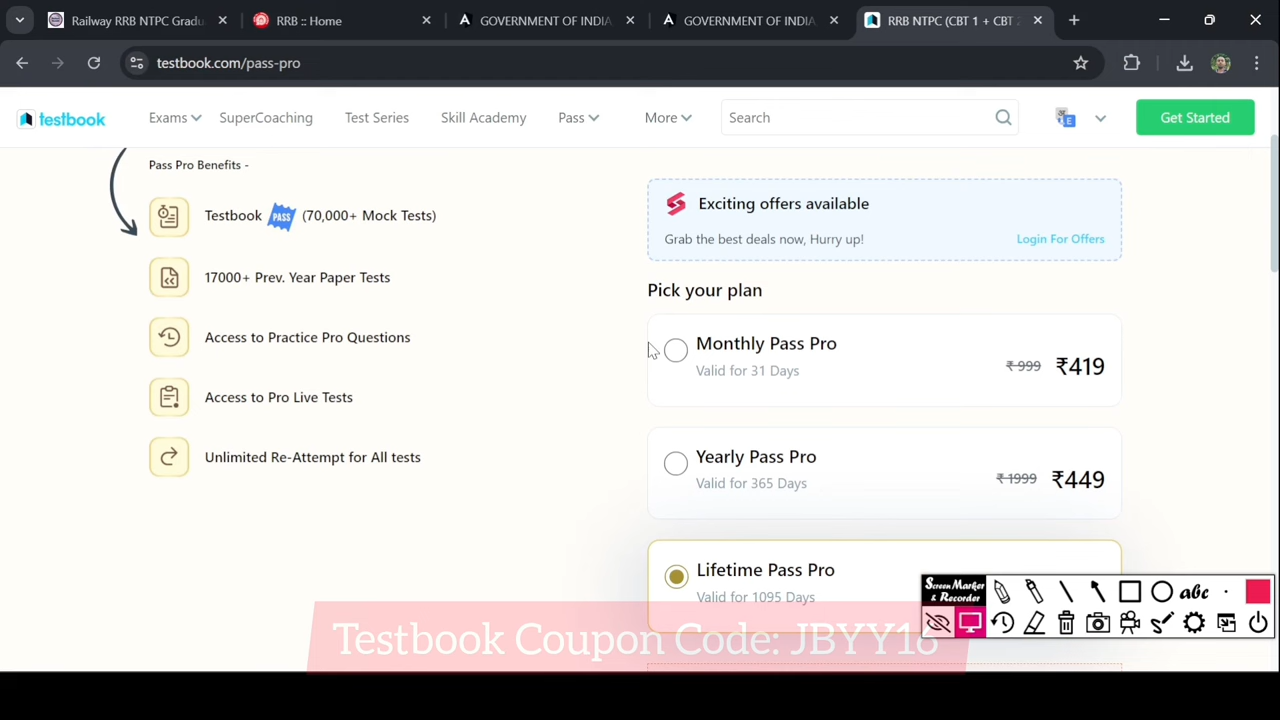 Railway RRB NTPC Gradu
RRB :: Home
GOVERNMENT OF INDIA
GOVERNMENT OF INDIA
RRB NTPC (CBT 1 + CBT
testbook.com/pass-pro
testbook
Exams
SuperCoaching
Test Series
Skill Academy
Pass
More
Search
E
Get Started
Pass Pro Benefits -
Testbook PASS (70,000+ Mock Tests)
17000+ Prev. Year Paper Tests
Access to Practice Pro Questions
Access to Pro Live Tests
Unlimited Re-Attempt for All tests
Exciting offers available
Grab the best deals now, Hurry up!
Login For Offers
Pick your plan
Monthly Pass Pro
Valid for 31 Days
₹999 ₹419
Yearly Pass Pro
Valid for 365 Days
₹1999 ₹449
Lifetime Pass Pro
Valid for 1095 Days
Screen Marker
& Recorder
abc
Testbook Coupon Code: JBYY16